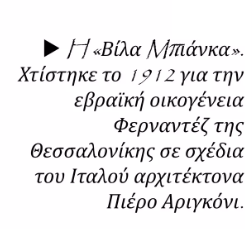 ▶ Η «Βίλα Μπιάνκα».
Χτίστηκε το 1912 για την
εβραϊκή οικογένεια
Φερναντέζ της
Θεσσαλονίκης σε σχέδια
του Ιταλού αρχιτέκτονα
Πιέρο Αριγκόνι.